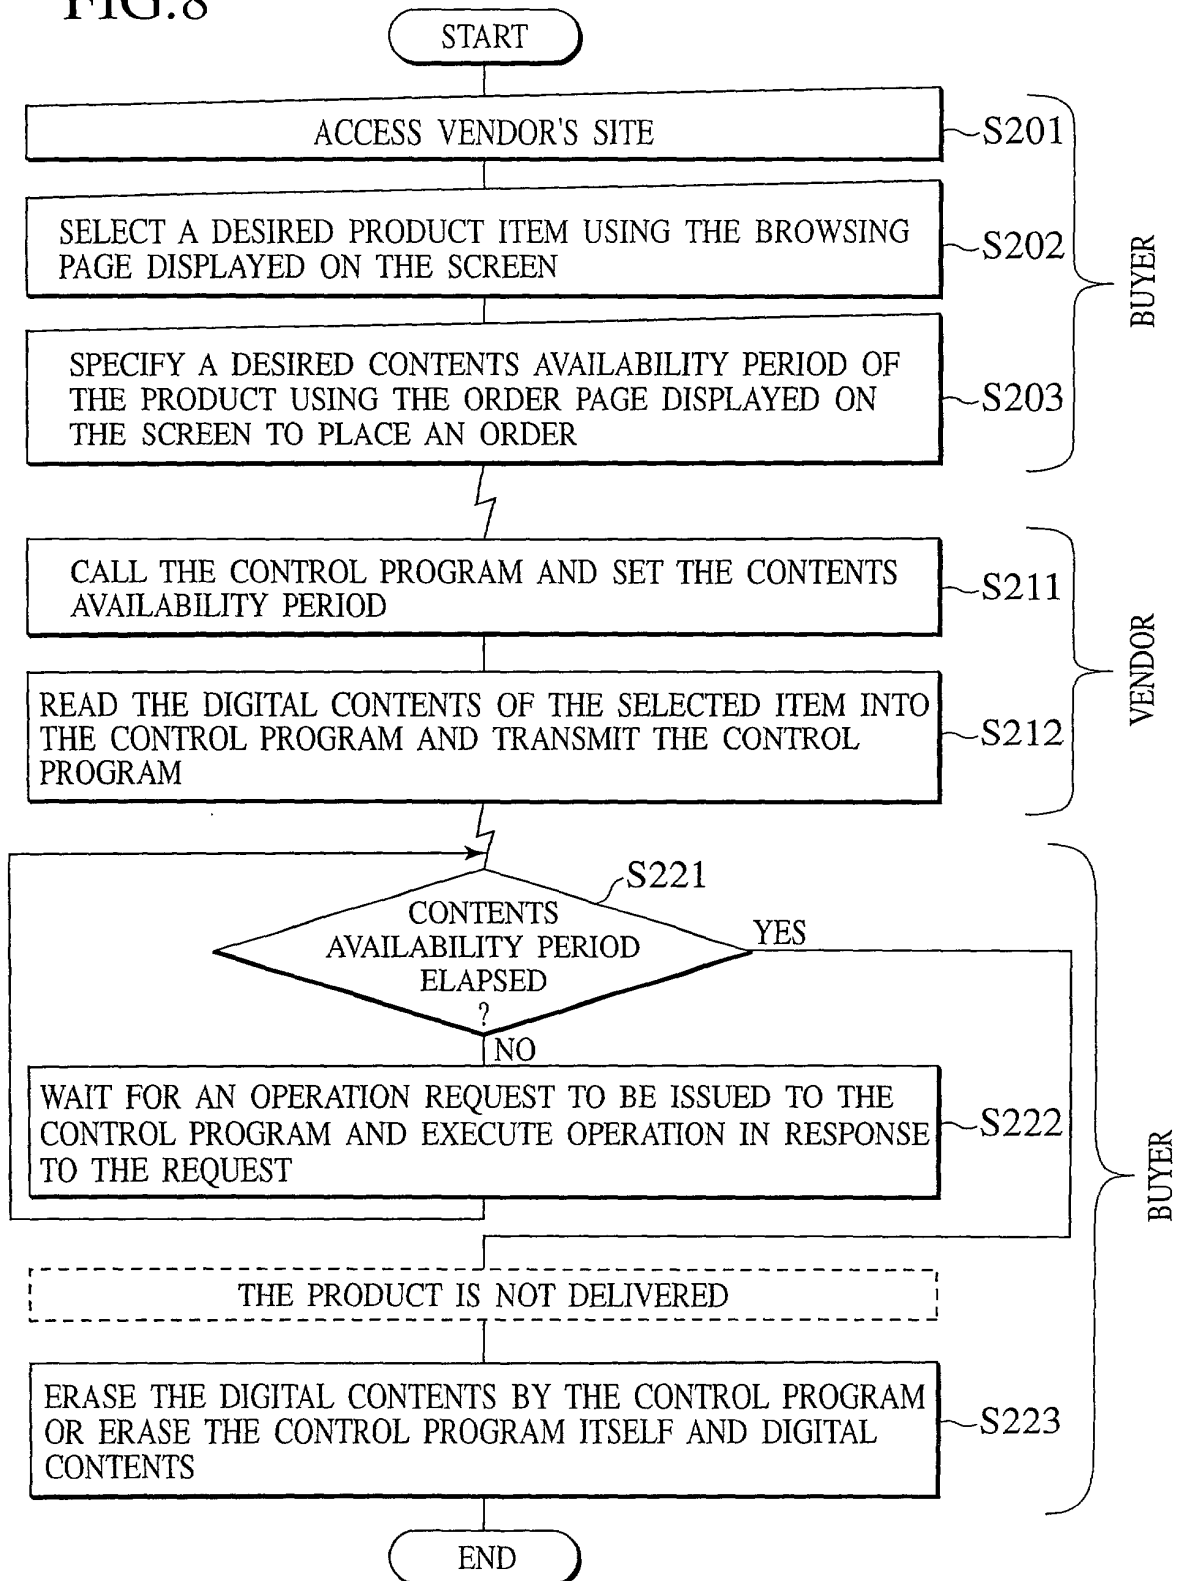 FIG.8
START
ACCESS VENDOR'S SITE
S201
SELECT A DESIRED PRODUCT ITEM USING THE BROWSING
PAGE DISPLAYED ON THE SCREEN
S202
SPECIFY A DESIRED CONTENTS AVAILABILITY PERIOD OF
THE PRODUCT USING THE ORDER PAGE DISPLAYED ON
THE SCREEN TO PLACE AN ORDER
S203
BUYER
CALL THE CONTROL PROGRAM AND SET THE CONTENTS
AVAILABILITY PERIOD
S211
READ THE DIGITAL CONTENTS OF THE SELECTED ITEM INTO
THE CONTROL PROGRAM AND TRANSMIT THE CONTROL
PROGRAM
S212
VENDOR
S221
CONTENTS
AVAILABILITY PERIOD
ELAPSED
?
YES
NO
WAIT FOR AN OPERATION REQUEST TO BE ISSUED TO THE
CONTROL PROGRAM AND EXECUTE OPERATION IN RESPONSE
TO THE REQUEST
S222
THE PRODUCT IS NOT DELIVERED
ERASE THE DIGITAL CONTENTS BY THE CONTROL PROGRAM
OR ERASE THE CONTROL PROGRAM ITSELF AND DIGITAL
CONTENTS
S223
BUYER
END